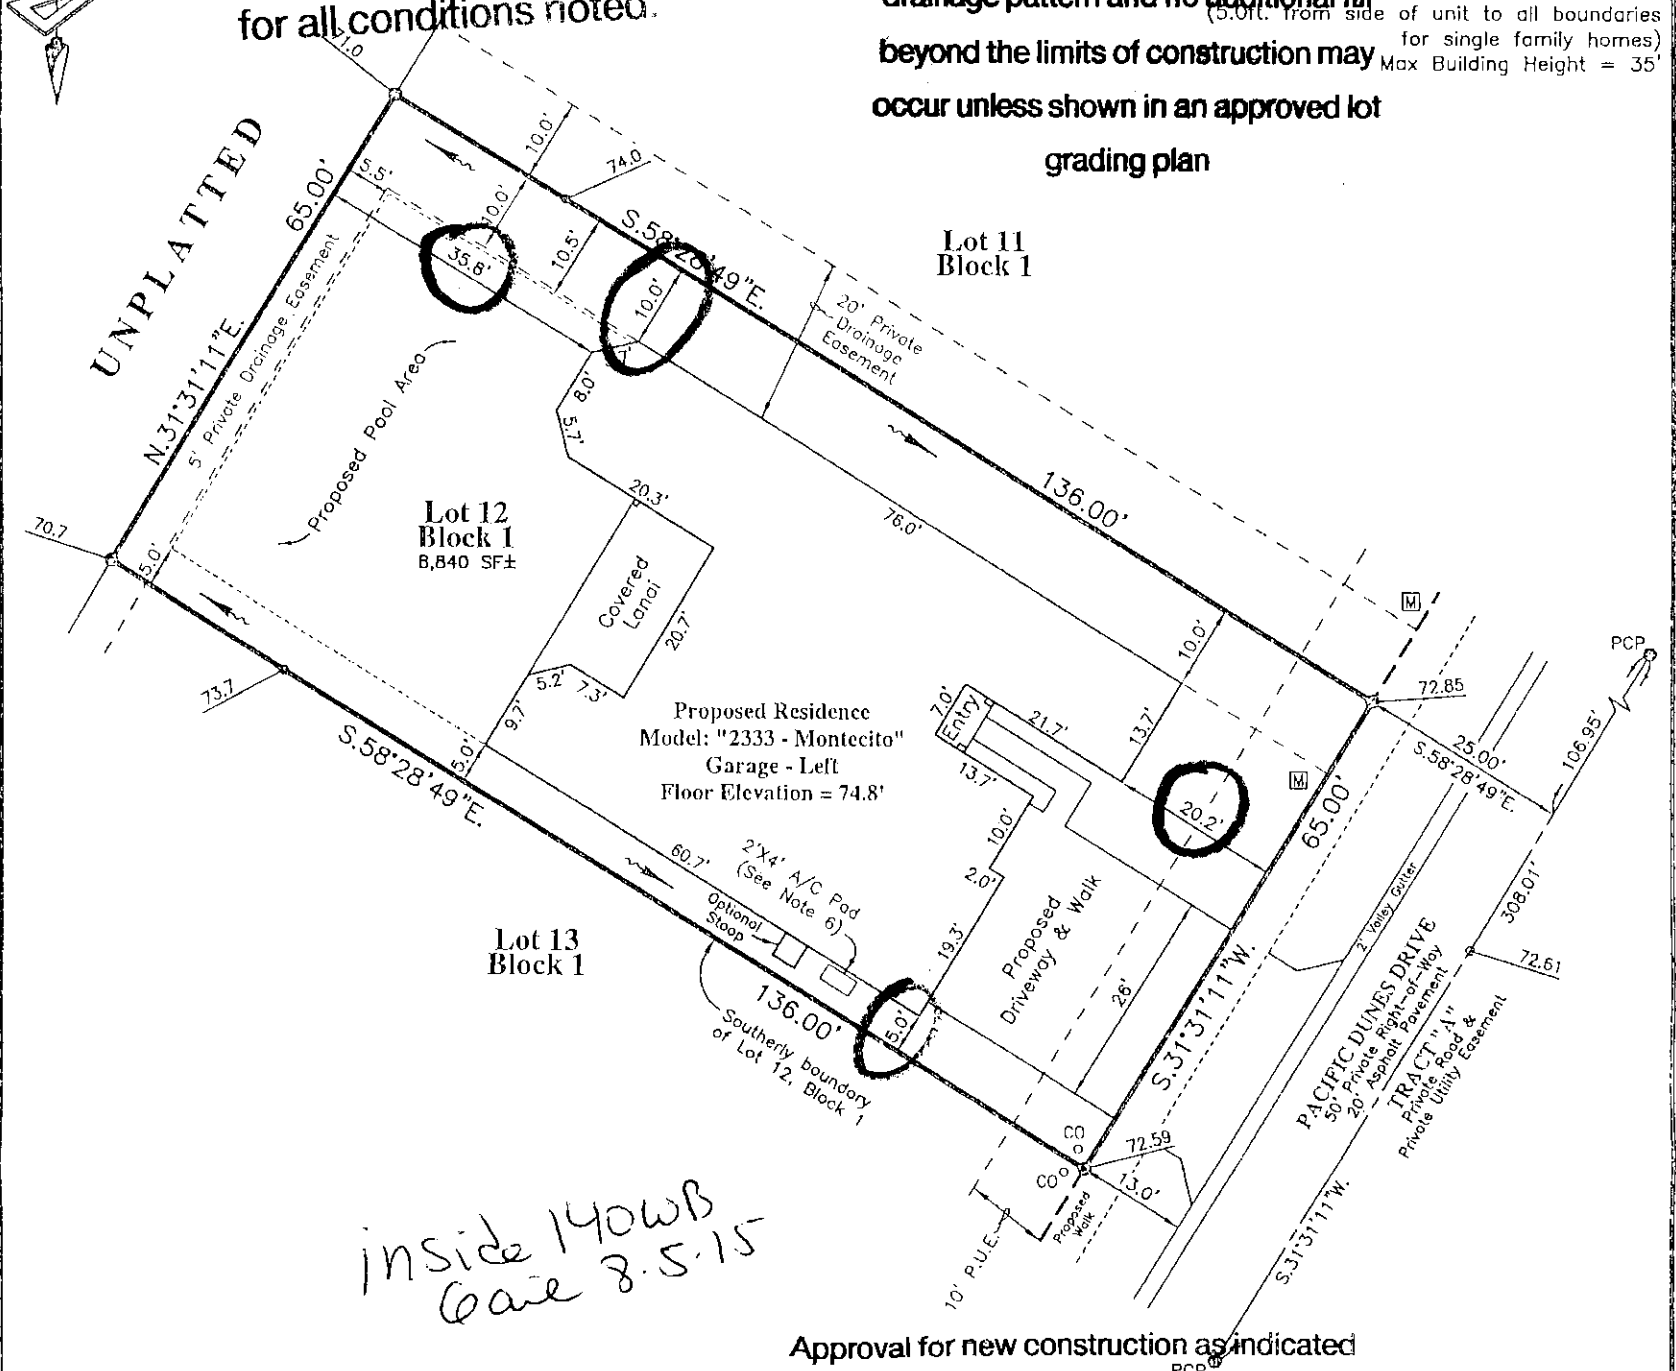 for all conditions noted.
(5.0ft. from side of unit to all boundaries
for single family homes)
Max Building Height = 35'
beyond the limits of construction may
occur unless shown in an approved lot
grading plan
71.0
UNPLATTED
65.00'
N.31°31'11"E.
5.5'
10.0'
10.0'
74.0
10.5'
35.8'
10.0'
S.58°28'49"E.
Lot 11
Block 1
20' Private
Drainage
Easement
5' Private Drainage Easement
Proposed Pool Area
8.0'
5.7'
20.3'
76.0'
136.00'
Lot 12
Block 1
8,840 SF±
Covered
Lanai
20.7'
70.7
5.0'
73.7
5.2'
7.3'
9.7'
5.0'
S.58°28'49"E.
Proposed Residence
Model: "2333 - Montecito"
Garage - Left
Floor Elevation = 74.8'
7.0'
Entry
21.7'
13.7'
10.0'
13.7'
10.0'
2.0'
19.3'
20.2'
M
M
72.85
PCP
106.95'
25.00'
S.58°28'49"E.
65.00'
60.7'
2'X4' A/C Pad
(See Note 6)
Optional
Stoop
Lot 13
Block 1
136.00'
5.0'
Southerly boundary
of Lot 12, Block 1
Proposed
Driveway & Walk
26'
S.31°31'11"W.
2' Valley Gutter
308.01'
72.61
PACIFIC DUNES DRIVE
50' Private Right-of-Way
20' Asphalt Pavement
TRACT "A"
Private Road &
Private Utility Easement
CO
CO
72.59
13.0'
Proposed
Walk
10' P.U.E.
S.31°31'11"W.
inside 140WB
8.5.15
Approval for new construction as indicated
PCP